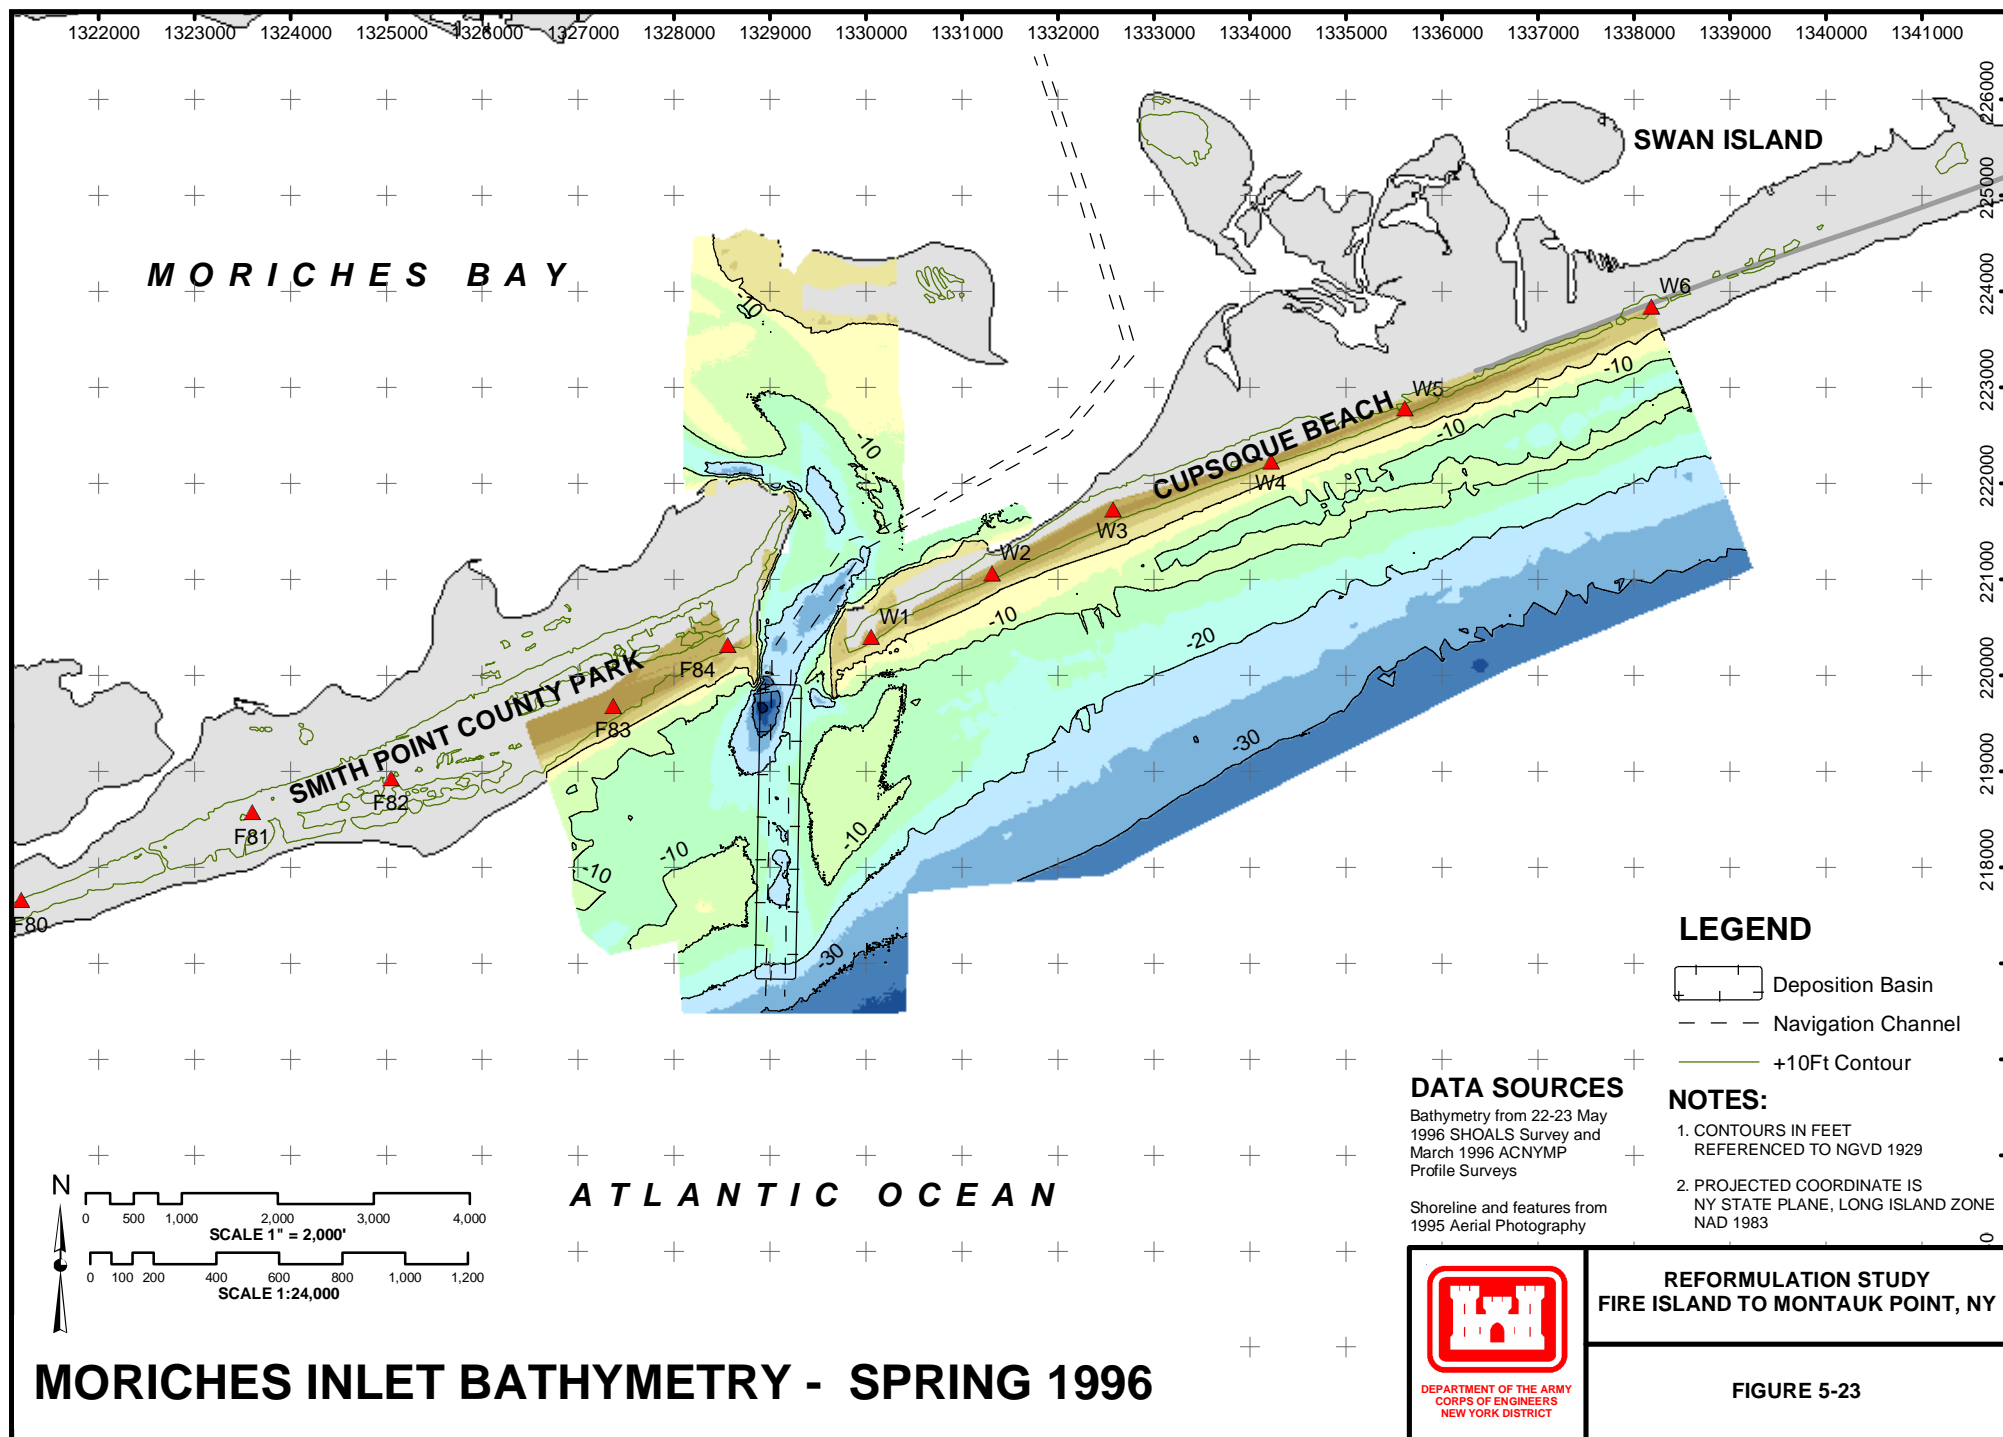 1322000 1323000 1324000 1325000 1326000 1327000 1328000 1329000 1330000 1331000 1332000 1333000 1334000 1335000 1336000 1337000 1338000 1339000 1340000 1341000
226000
225000
224000
223000
222000
221000
220000
219000
218000
0
SWAN ISLAND
MORICHES BAY
W6
-10
-10
-10
W5
-10
CUPSOQUE BEACH
W4
W3
W2
W1
-10
-20
F84
SMITH POINT COUNTY PARK
F83
-30
F82
F81
-10
-10
-10
F80
-30
LEGEND
Deposition Basin
Navigation Channel
+10Ft Contour
DATA SOURCES
Bathymetry from 22-23 May
1996 SHOALS Survey and
March 1996 ACNYMP
Profile Surveys
Shoreline and features from
1995 Aerial Photography
NOTES:
1. CONTOURS IN FEET
REFERENCED TO NGVD 1929
2. PROJECTED COORDINATE IS
NY STATE PLANE, LONG ISLAND ZONE
NAD 1983
ATLANTIC OCEAN
N
0 500 1,000 2,000 3,000 4,000
SCALE 1" = 2,000'
0 100 200 400 600 800 1,000 1,200
SCALE 1:24,000
MORICHES INLET BATHYMETRY - SPRING 1996
DEPARTMENT OF THE ARMY
CORPS OF ENGINEERS
NEW YORK DISTRICT
REFORMULATION STUDY
FIRE ISLAND TO MONTAUK POINT, NY
FIGURE 5-23